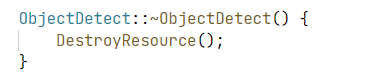 ObjectDetect::~ObjectDetect() {
    DestroyResource();
}